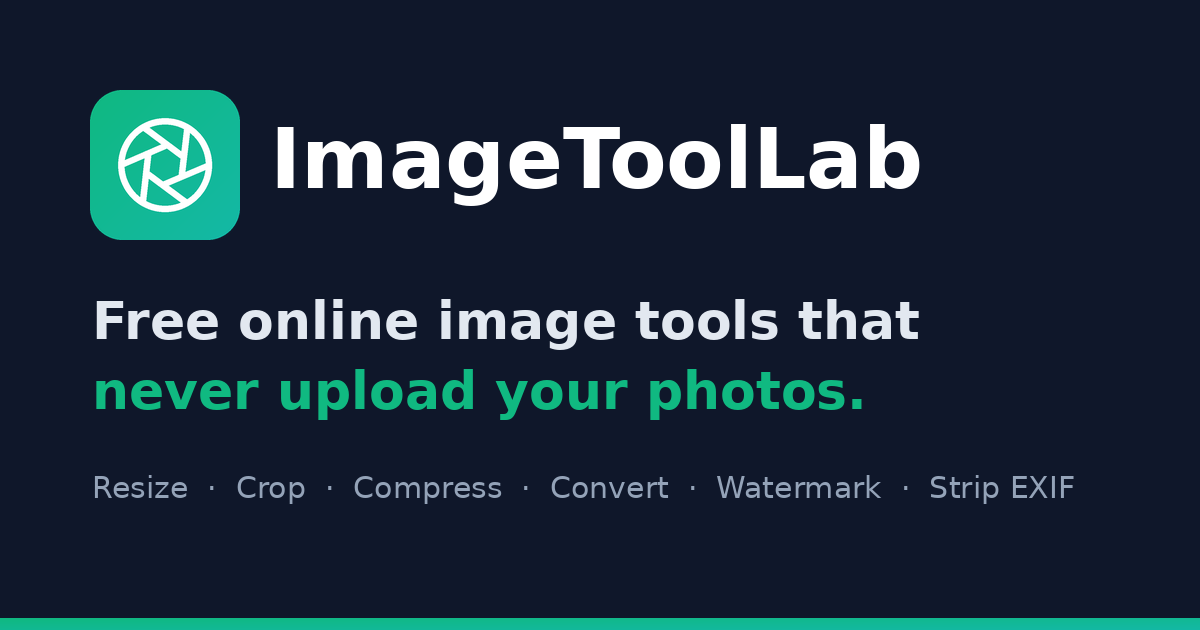 ImageToolLab
Free online image tools that
never upload your photos.
Resize · Crop · Compress · Convert · Watermark · Strip EXIF